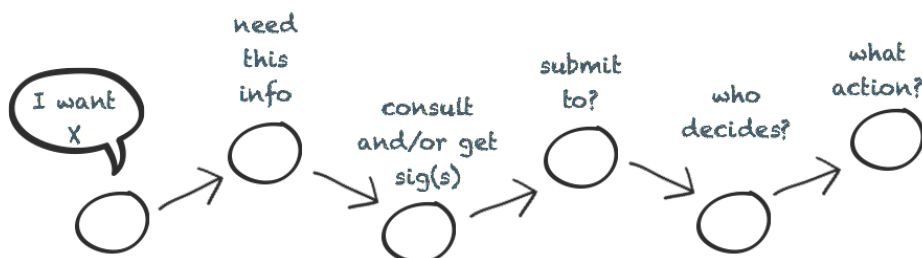 I want
X
need
this
info
consult
and/or get
sig(s)
submit
to?
who
decides?
what
action?